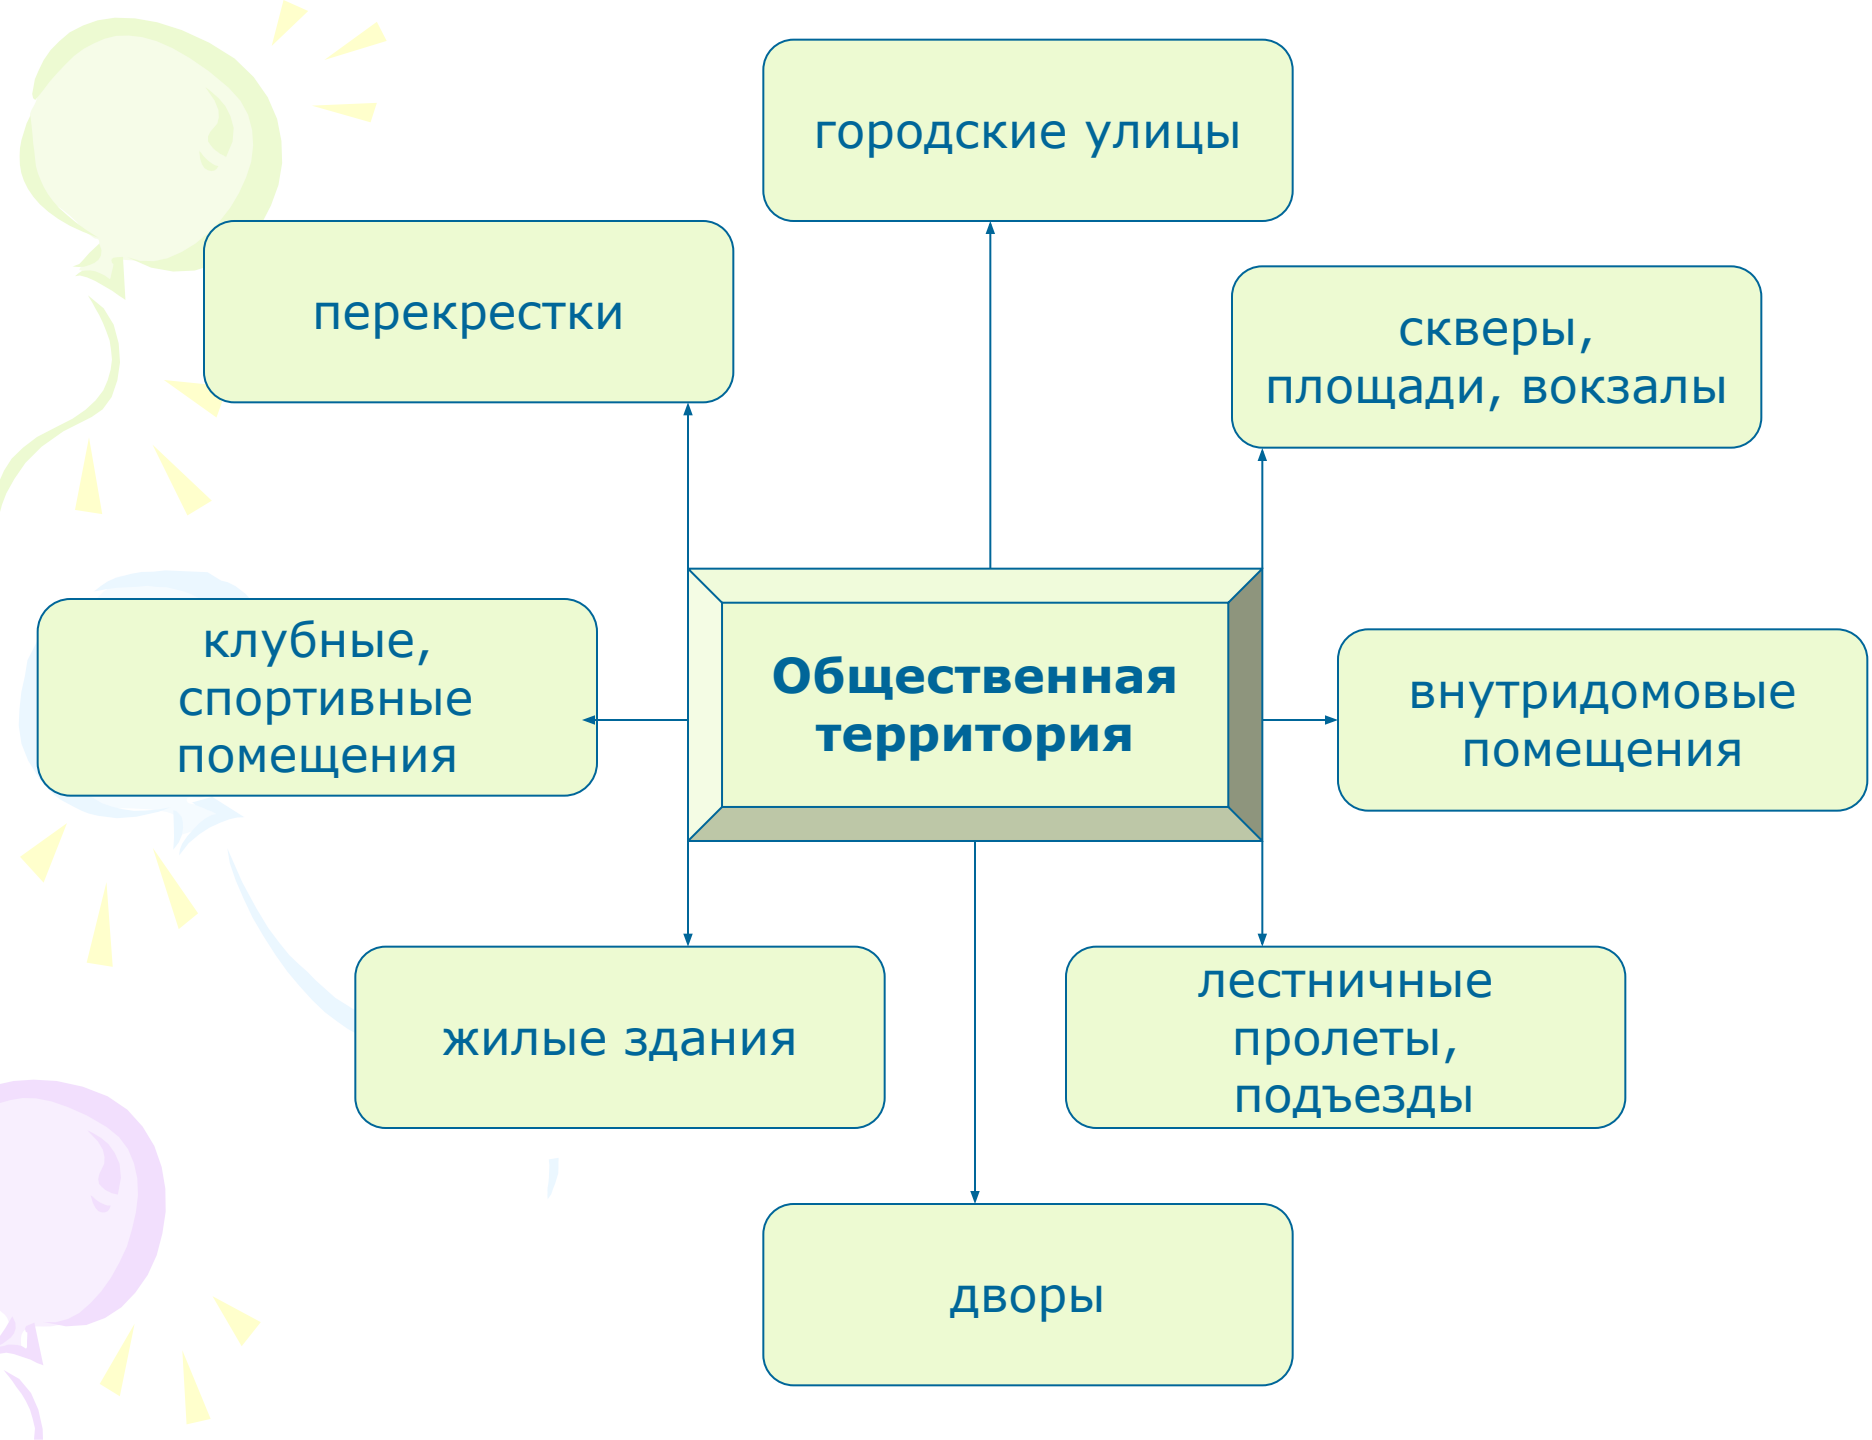 городские улицы
перекрестки
скверы,
площади, вокзалы
клубные,
спортивные
помещения
Общественная
территория
внутридомовые
помещения
жилые здания
лестничные
пролеты,
подъезды
дворы